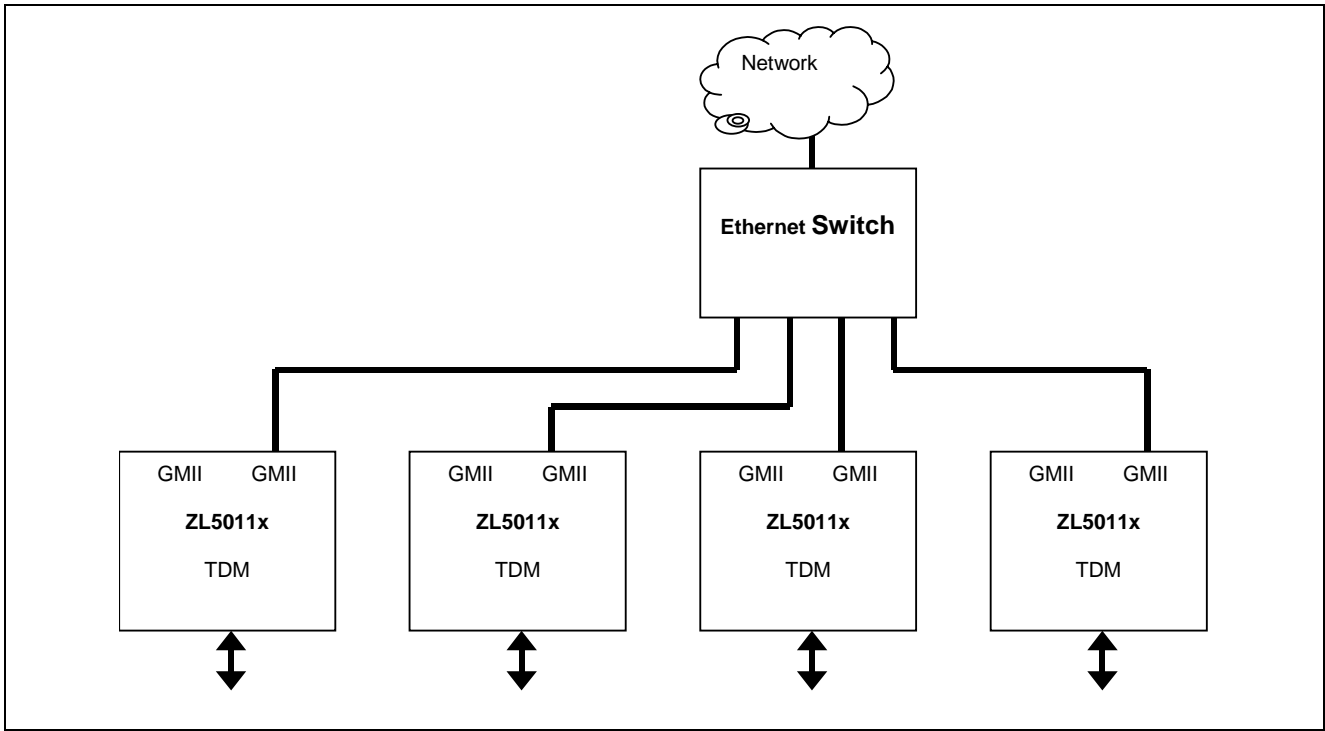 Network
Ethernet Switch
GMII GMII GMII GMII GMII GMII GMII GMII
ZL5011x ZL5011x ZL5011x ZL5011x
TDM TDM TDM TDM